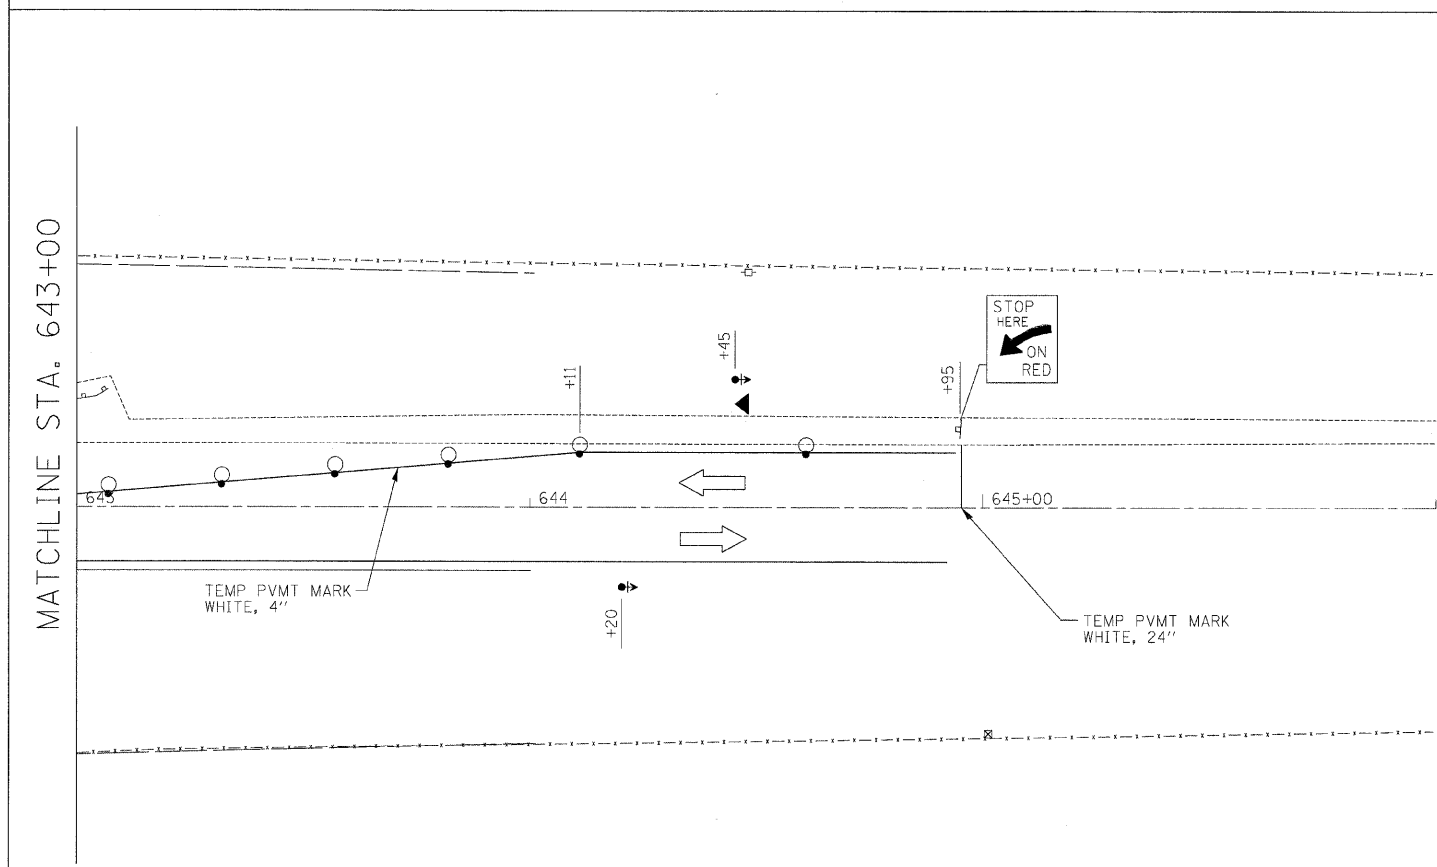 MATCHLINE STA. 643+00
STOP
HERE
ON
RED
+45
+11
+95
643
644
645+00
TEMP PVMT MARK
WHITE, 4"
+20
TEMP PVMT MARK
WHITE, 24"